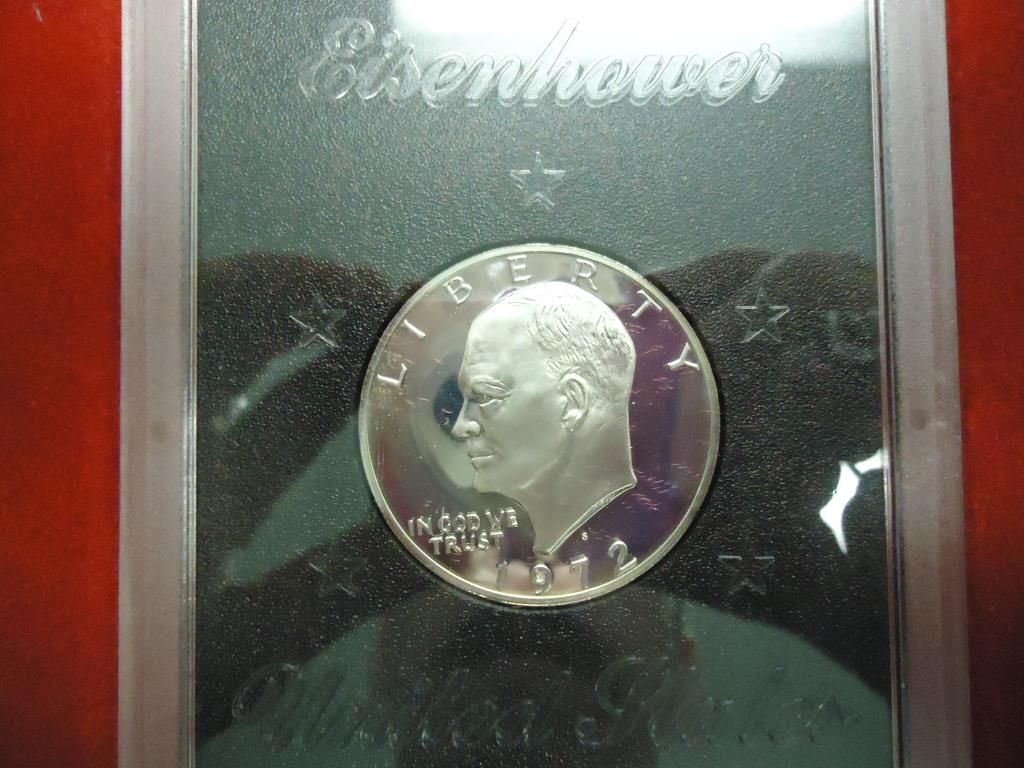 Eisenhower
LIBERTY
IN GOD WE
TRUST
S
1972
United States